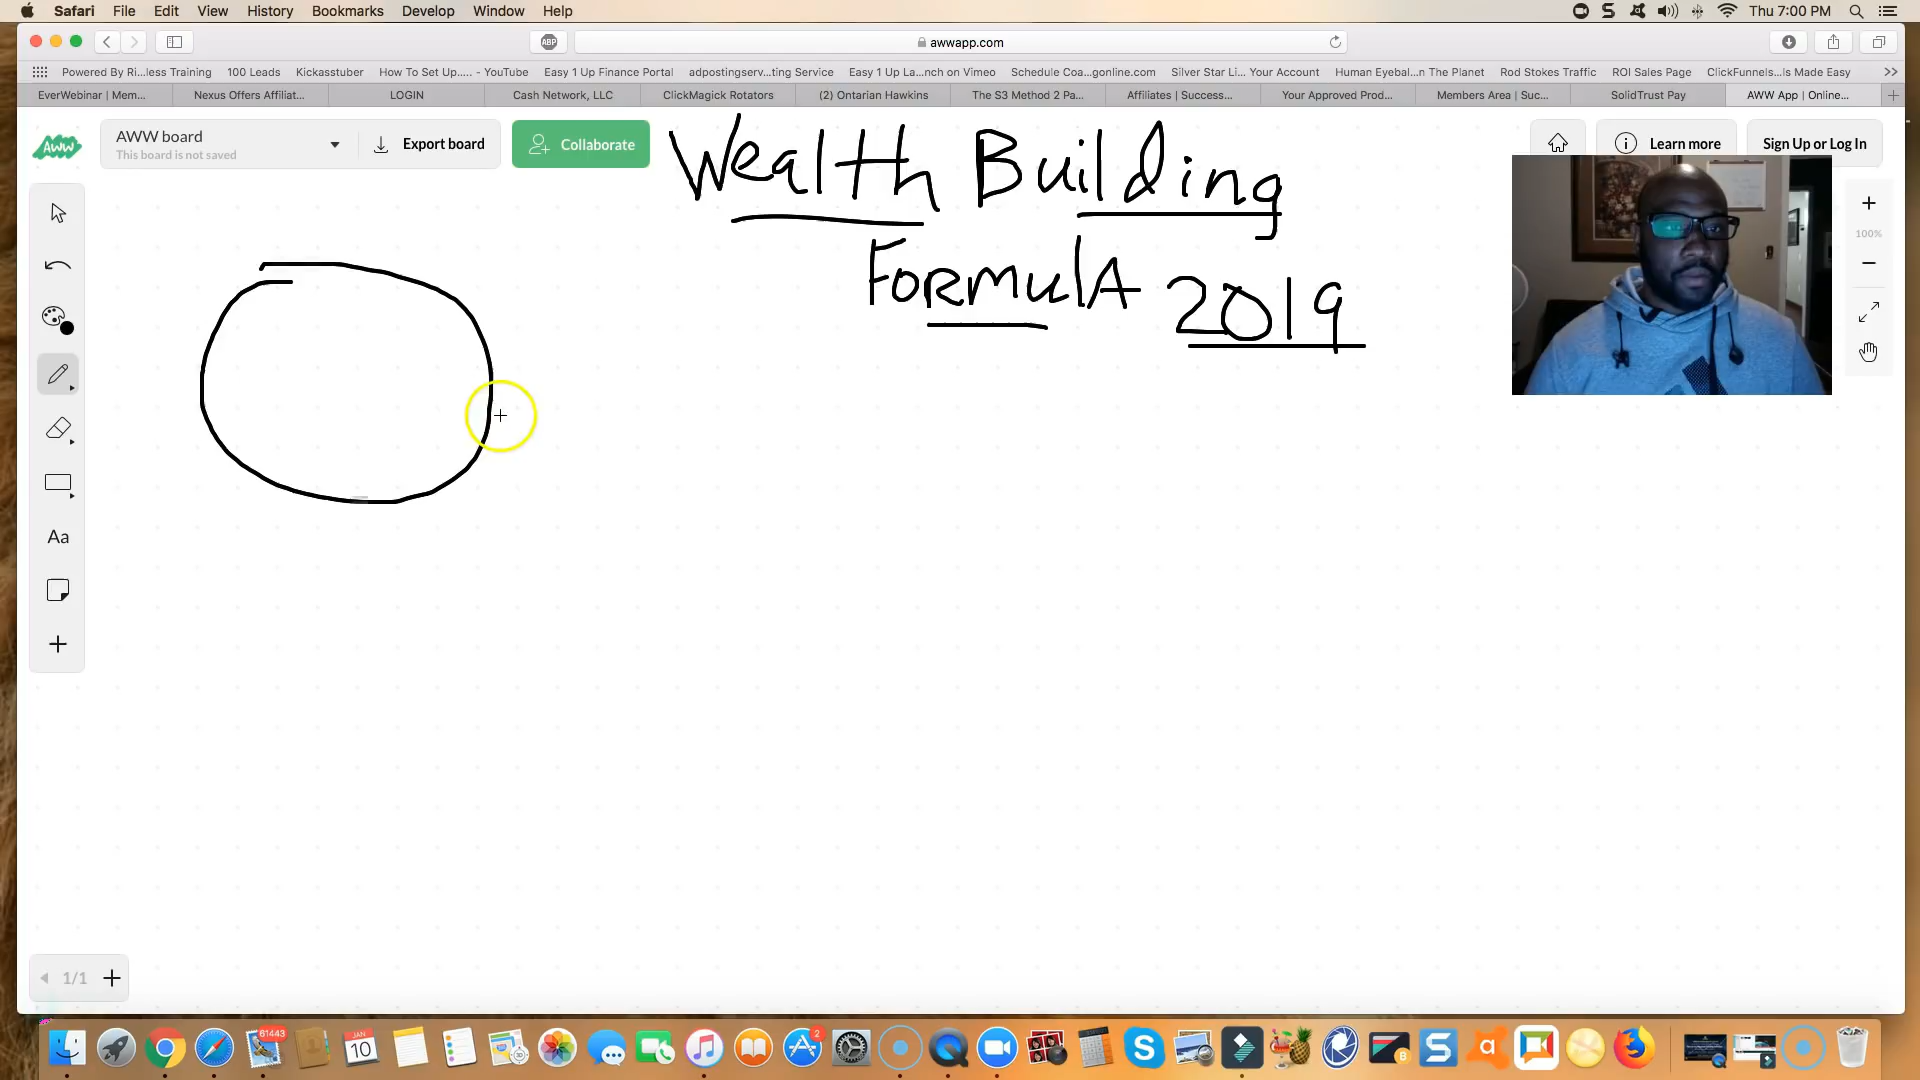 Safari File Edit View History Bookmarks Develop Window Help Thu 7:00 PM
ABP awwapp.com
Powered By Ri...less Training 100 Leads Kickasstuber How To Set Up..... - YouTube Easy 1 Up Finance Portal adpostingserv...ting Service Easy 1 Up La...nch on Vimeo Schedule Coa...gonline.com Silver Star Li... Your Account Human Eyebal...n The Planet Rod Stokes Traffic ROI Sales Page ClickFunnels...is Made Easy
EverWebinar | Mem... Nexus Offers Affiliat... LOGIN Cash Network, LLC ClickMagick Rotators (2) Ontarian Hawkins The S3 Method 2 Pa... Affiliates | Success... Your Approved Prod... Members Area | Suc... SolidTrust Pay AWW App | Online...
AWW AWW board Export board Collaborate Learn more Sign Up or Log In
This board is not saved
Wealth Building
FormulA 2019
100%
Aa
1/1
61443 JAN 10 2